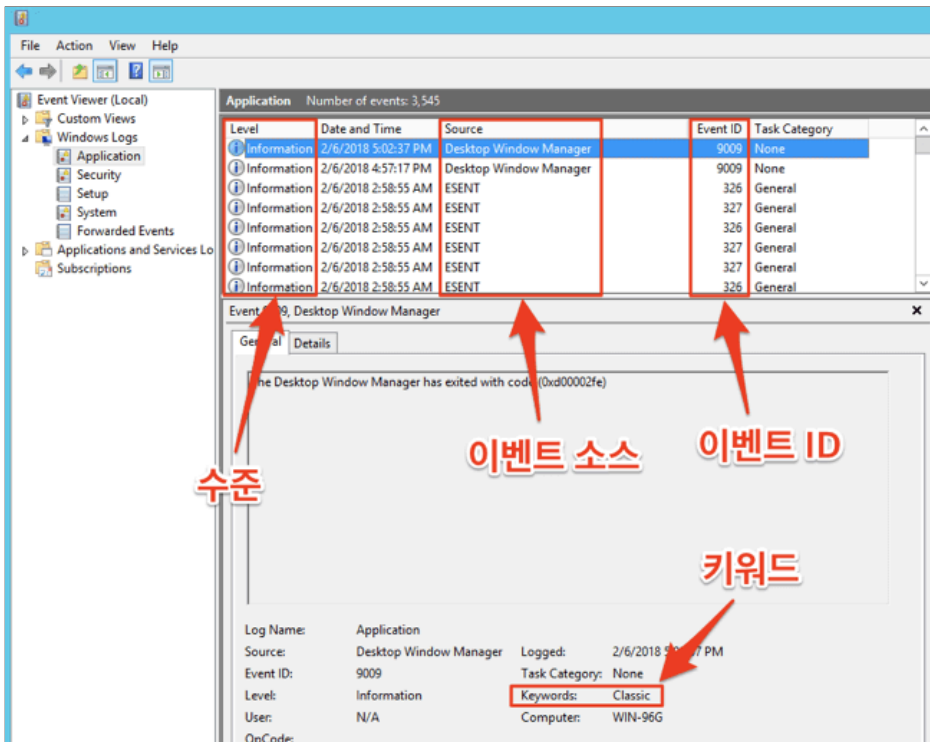 File Action View Help
Event Viewer (Local)
Custom Views
Windows Logs
Application
Security
Setup
System
Forwarded Events
Applications and Services Lo
Subscriptions
Application Number of events: 3,545
Level Date and Time Source Event ID Task Category
Information 2/6/2018 5:02:37 PM Desktop Window Manager 9009 None
Information 2/6/2018 4:57:17 PM Desktop Window Manager 9009 None
Information 2/6/2018 2:58:55 AM ESENT 326 General
Information 2/6/2018 2:58:55 AM ESENT 327 General
Information 2/6/2018 2:58:55 AM ESENT 326 General
Information 2/6/2018 2:58:55 AM ESENT 327 General
Information 2/6/2018 2:58:55 AM ESENT 327 General
Information 2/6/2018 2:58:55 AM ESENT 326 General
Event Desktop Window Manager
Details
Desktop Window Manager has exited with code (0xd00002fe)
수준
이벤트 소스
이벤트 ID
키워드
Log Name: Application
Source: Desktop Window Manager Logged: 2/6/2018 PM
Event ID: 9009 Task Category: None
Level: Information Keywords: Classic
User: N/A Computer: WIN-96G
OpCode: